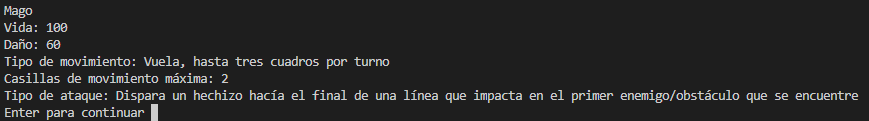 Mago
Vida: 100
Daño: 60
Tipo de movimiento: Vuela, hasta tres cuadros por turno
Casillas de movimiento máxima: 2
Tipo de ataque: Dispara un hechizo hacía el final de una línea que impacta en el primer enemigo/obstáculo que se encuentre
Enter para continuar